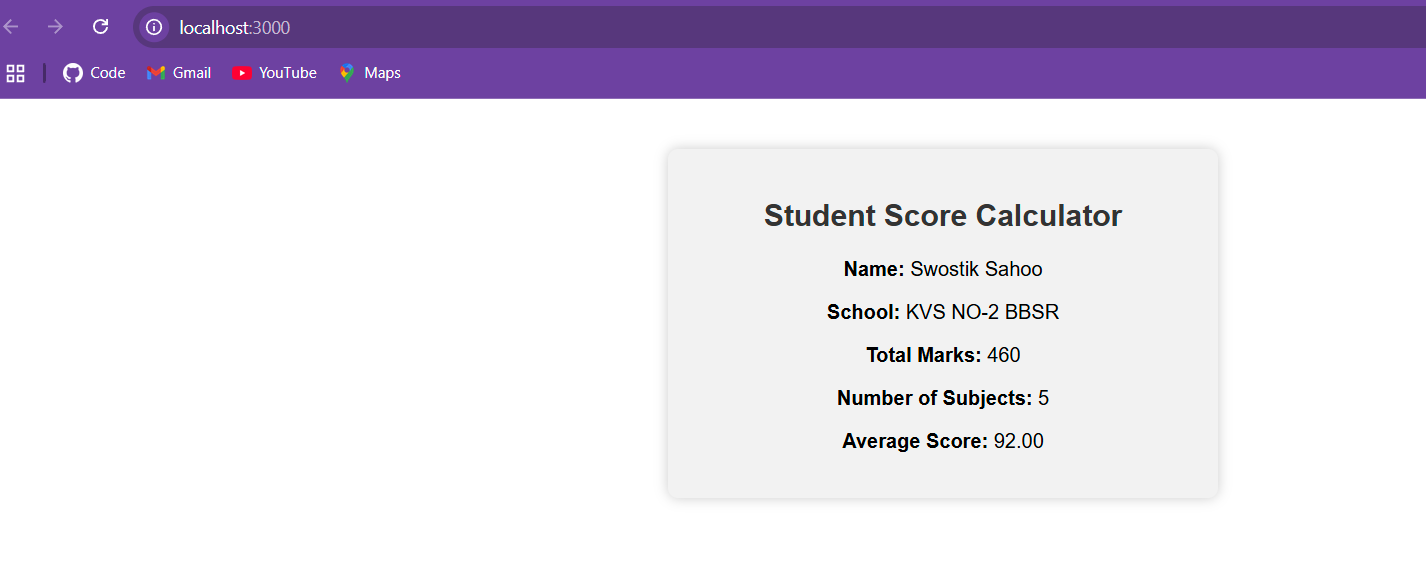 localhost:3000
Code Gmail YouTube Maps
Student Score Calculator
Name: Swostik Sahoo
School: KVS NO-2 BBSR
Total Marks: 460
Number of Subjects: 5
Average Score: 92.00